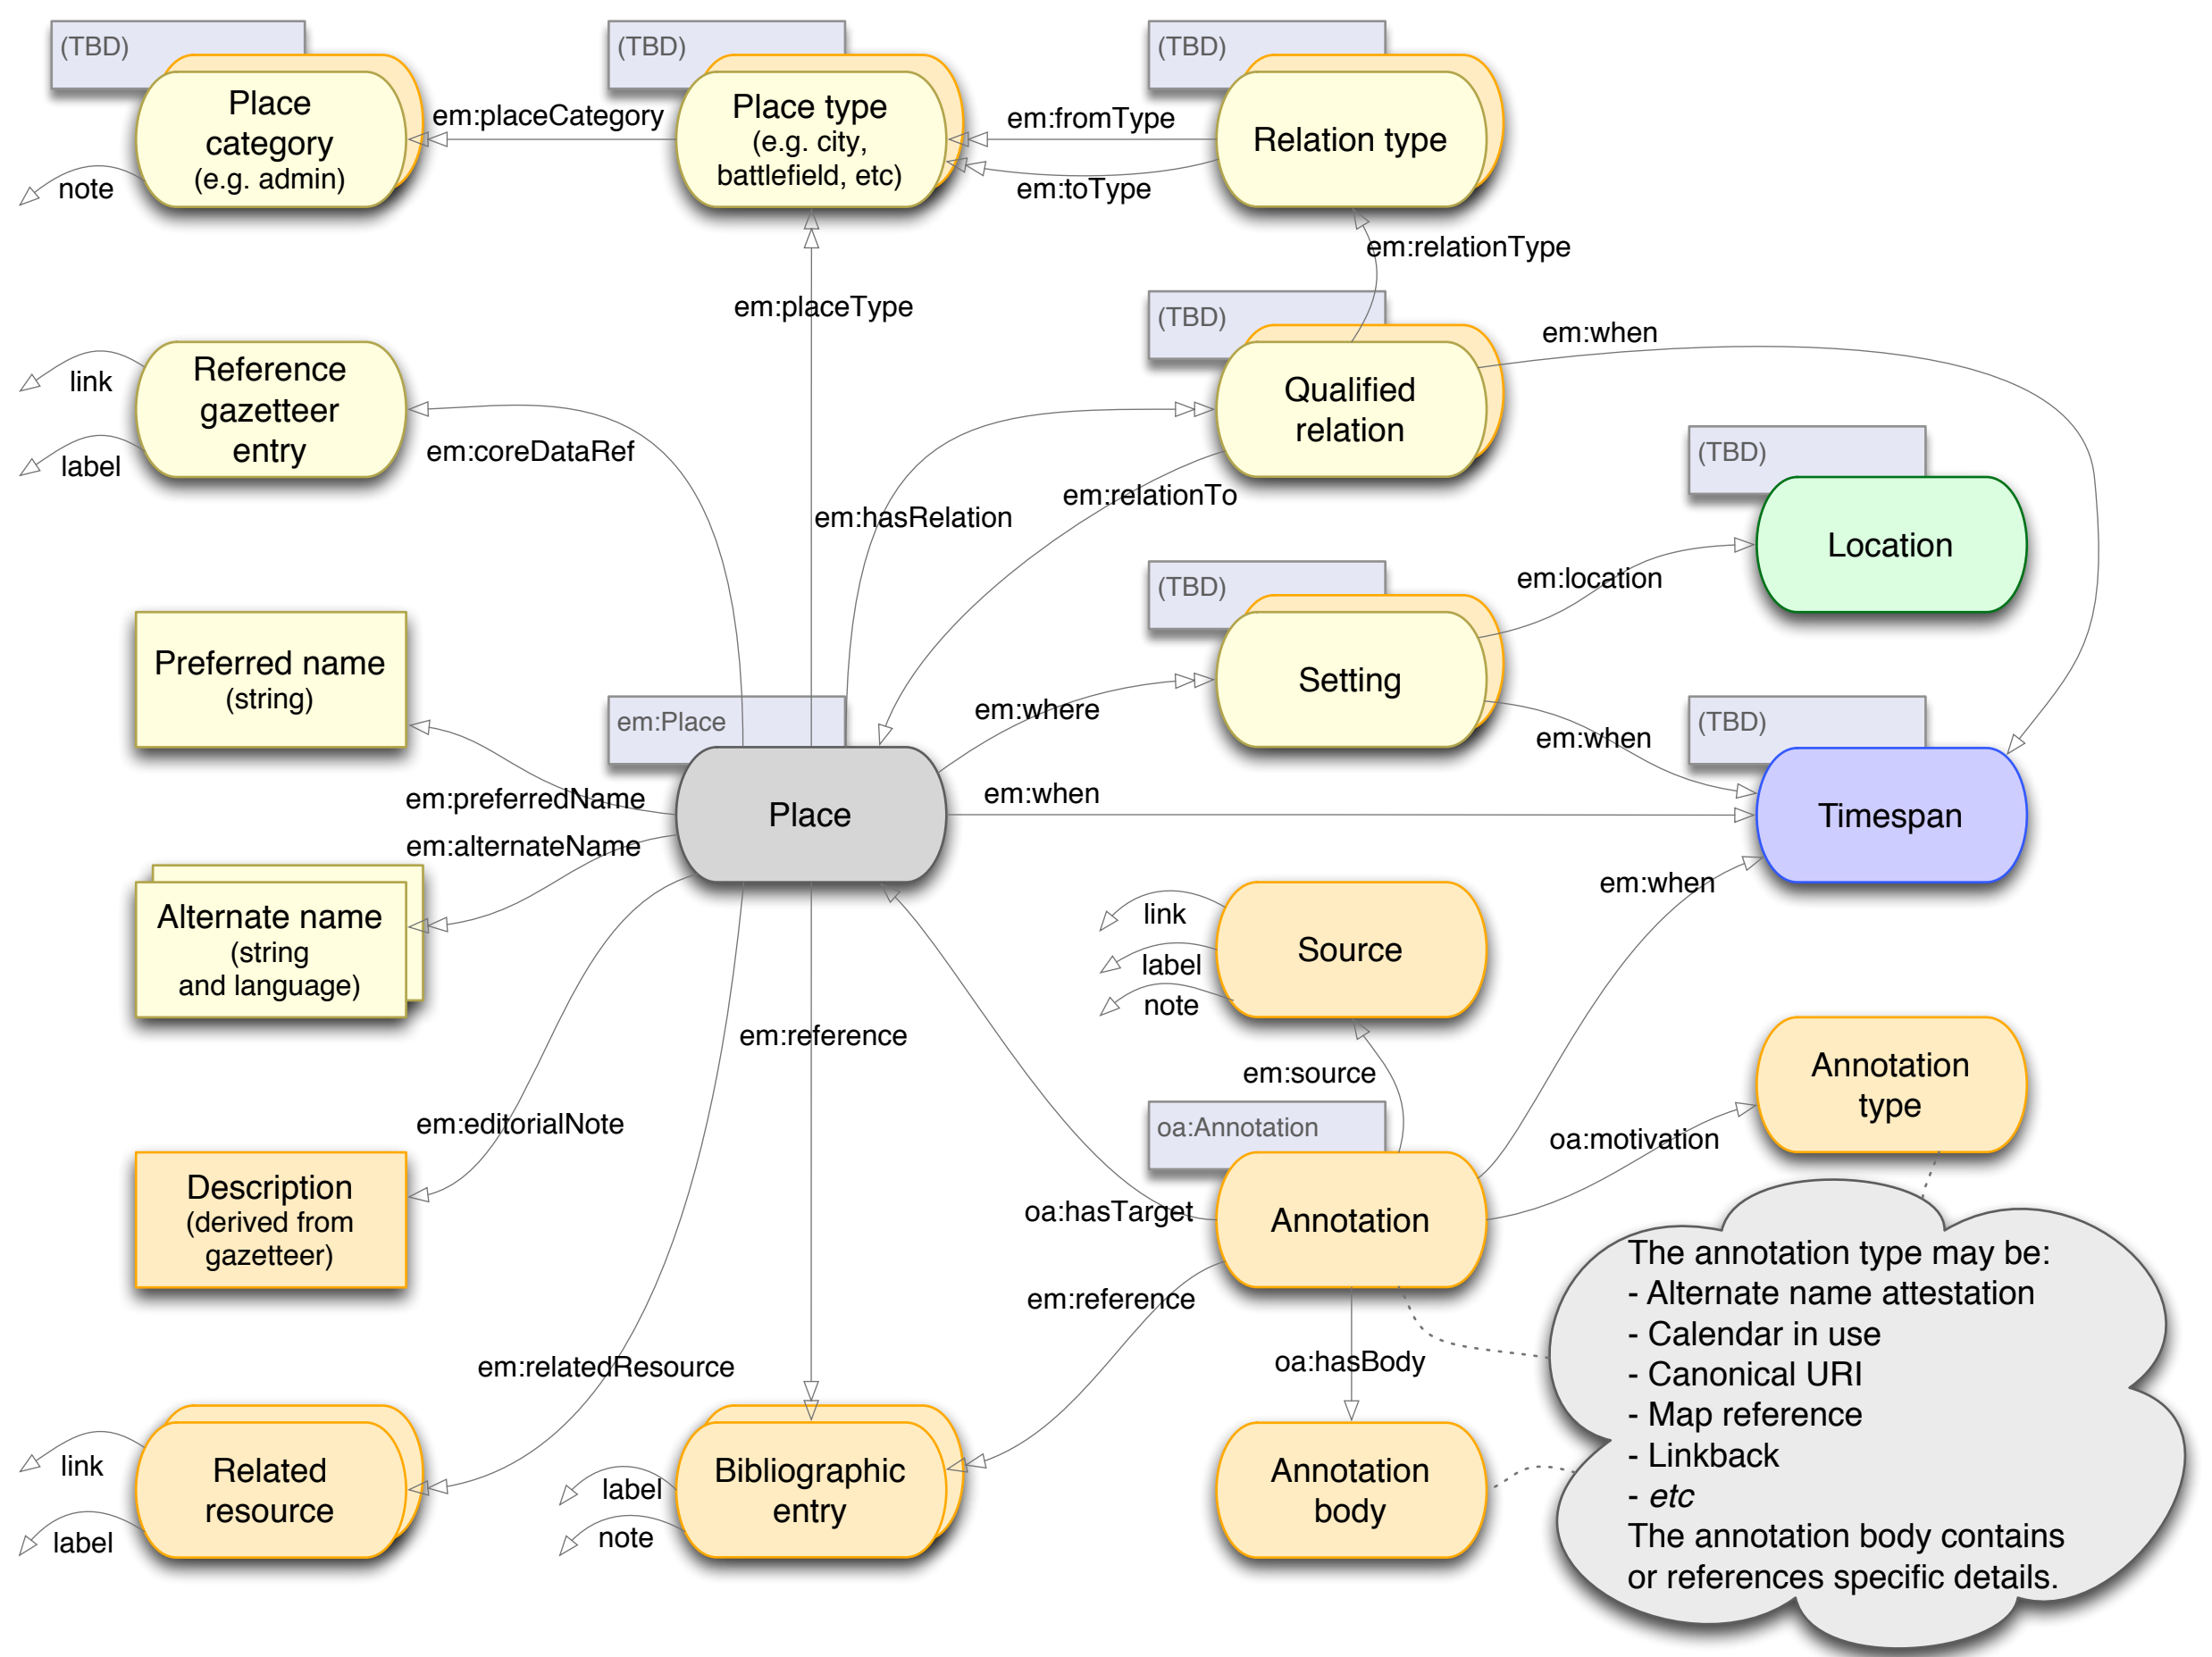 (TBD)
Place
category
(e.g. admin)
note
em:placeCategory
(TBD)
Place type
(e.g. city,
battlefield, etc)
em:fromType
em:toType
(TBD)
Relation type
em:relationType
em:placeType
link
label
Reference
gazetteer
entry
em:coreDataRef
(TBD)
Qualified
relation
em:when
em:hasRelation
em:relationTo
(TBD)
Location
em:location
(TBD)
Setting
em:where
em:when
Preferred name
(string)
em:preferredName
em:Place
Place
em:when
(TBD)
Timespan
em:alternateName
Alternate name
(string
and language)
em:when
link
label
note
Source
em:source
em:reference
em:editorialNote
Description
(derived from
gazetteer)
oa:hasTarget
oa:Annotation
Annotation
oa:motivation
Annotation
type
em:reference
oa:hasBody
em:relatedResource
link
label
Related
resource
label
note
Bibliographic
entry
Annotation
body
The annotation type may be:
- Alternate name attestation
- Calendar in use
- Canonical URI
- Map reference
- Linkback
- etc
The annotation body contains
or references specific details.